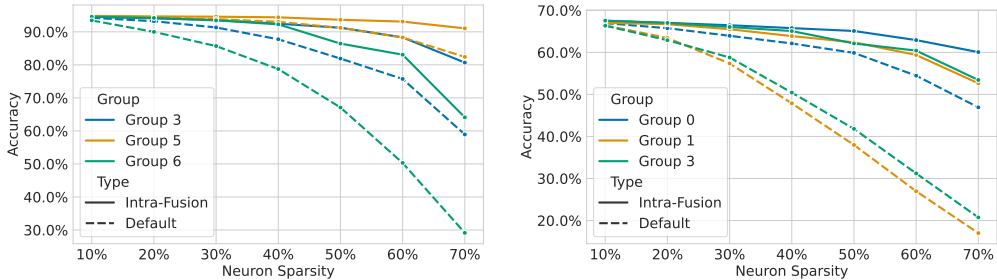 90.0%
80.0%
70.0%
60.0%
50.0%
40.0%
30.0%
Accuracy
Group
Group 3
Group 5
Group 6
Type
Intra-Fusion
Default
10% 20% 30% 40% 50% 60% 70%
Neuron Sparsity
70.0%
60.0%
50.0%
40.0%
30.0%
20.0%
Accuracy
Group
Group 0
Group 1
Group 3
Type
Intra-Fusion
Default
10% 20% 30% 40% 50% 60% 70%
Neuron Sparsity